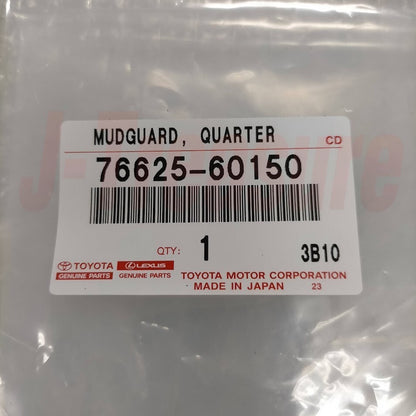 MUDGUARD, QUARTER
CD
76625-60150
QTY: 1 3B10
TOYOTA LEXUS TOYOTA MOTOR CORPORATION
GENUINE PARTS GENUINE PARTS MADE IN JAPAN 23